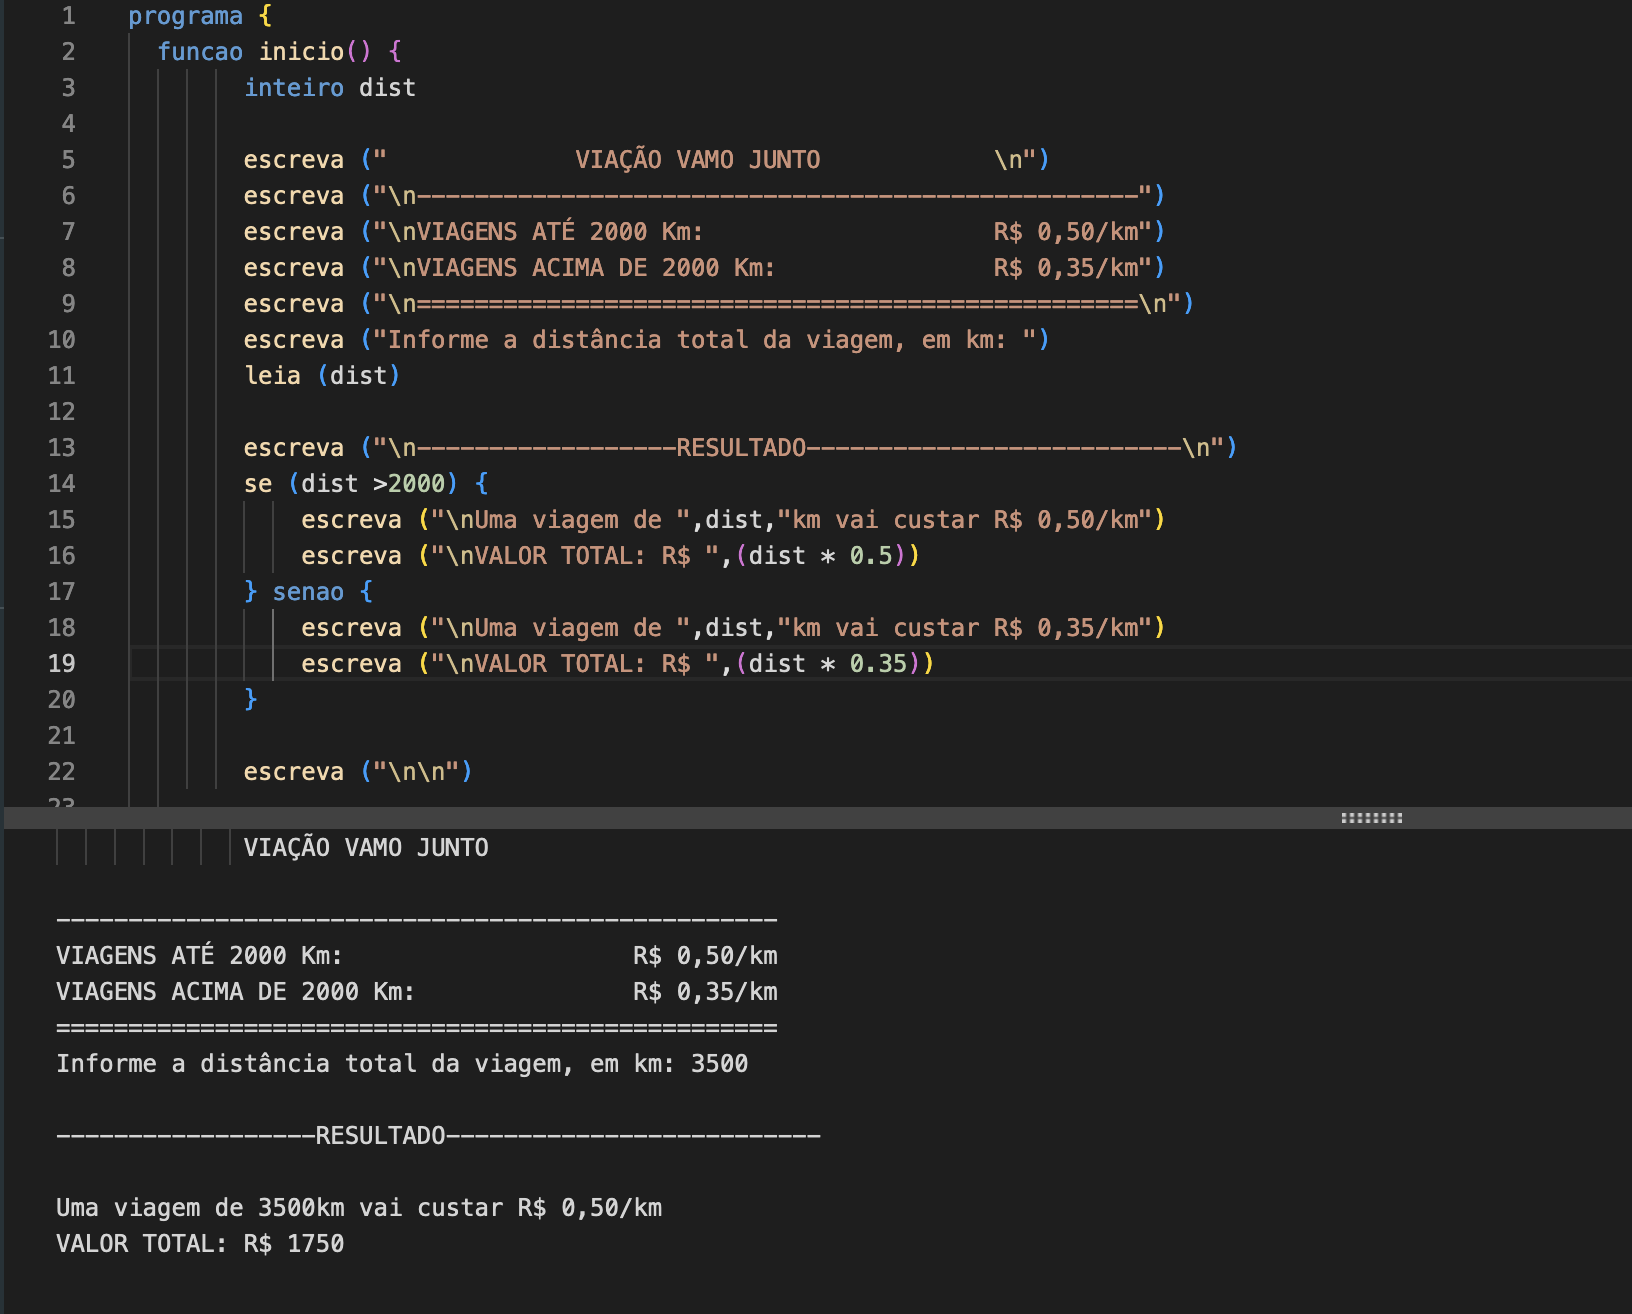 1 programa {
2 funcao inicio() {
3 inteiro dist
4
5 escreva ("             VIAÇÃO VAMO JUNTO            \n")
6 escreva ("\n--------------------------------------------------")
7 escreva ("\nVIAGENS ATÉ 2000 Km:                    R$ 0,50/km")
8 escreva ("\nVIAGENS ACIMA DE 2000 Km:               R$ 0,35/km")
9 escreva ("\n==================================================\n")
10 escreva ("Informe a distância total da viagem, em km: ")
11 leia (dist)
12
13 escreva ("\n------------------RESULTADO--------------------------\n")
14 se (dist >2000) {
15 escreva ("\nUma viagem de ",dist,"km vai custar R$ 0,50/km")
16 escreva ("\nVALOR TOTAL: R$ ",(dist * 0.5))
17 } senao {
18 escreva ("\nUma viagem de ",dist,"km vai custar R$ 0,35/km")
19 escreva ("\nVALOR TOTAL: R$ ",(dist * 0.35))
20 }
21
22 escreva ("\n\n")
23
VIAÇÃO VAMO JUNTO
--------------------------------------------------
VIAGENS ATÉ 2000 Km:                    R$ 0,50/km
VIAGENS ACIMA DE 2000 Km:               R$ 0,35/km
==================================================
Informe a distância total da viagem, em km: 3500
------------------RESULTADO--------------------------
Uma viagem de 3500km vai custar R$ 0,50/km
VALOR TOTAL: R$ 1750